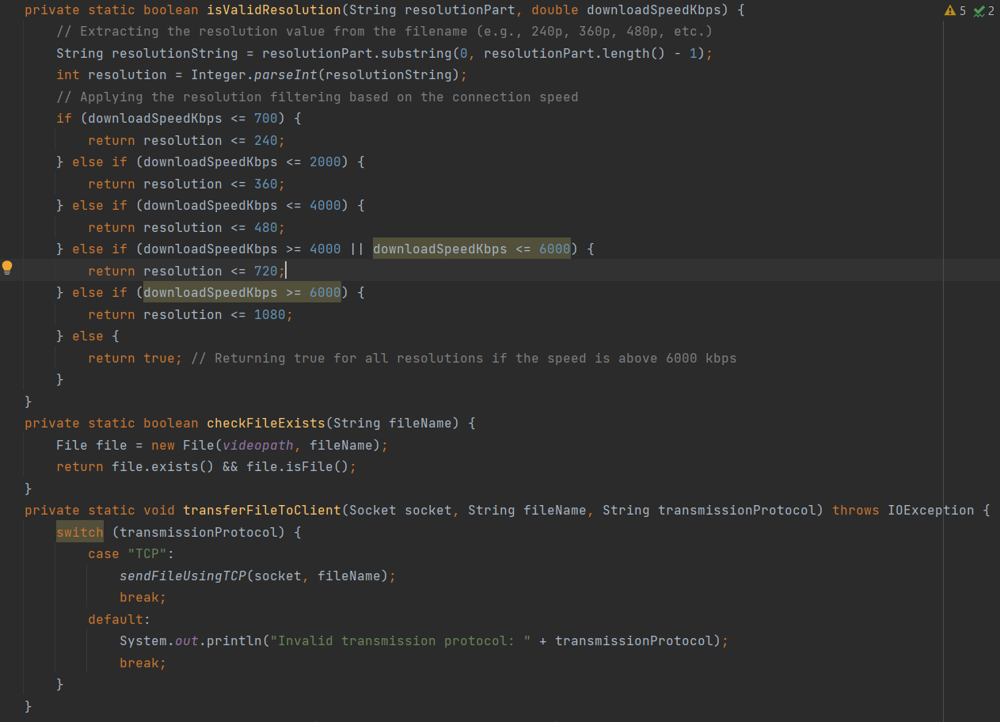 private static boolean isValidResolution(String resolutionPart, double downloadSpeedKbps) {
5 2
// Extracting the resolution value from the filename (e.g., 240p, 360p, 480p, etc.)
String resolutionString = resolutionPart.substring(0, resolutionPart.length() - 1);
int resolution = Integer.parseInt(resolutionString);
// Applying the resolution filtering based on the connection speed
if (downloadSpeedKbps <= 700) {
return resolution <= 240;
} else if (downloadSpeedKbps <= 2000) {
return resolution <= 360;
} else if (downloadSpeedKbps <= 4000) {
return resolution <= 480;
} else if (downloadSpeedKbps >= 4000 || downloadSpeedKbps <= 6000) {
return resolution <= 720;
} else if (downloadSpeedKbps >= 6000) {
return resolution <= 1080;
} else {
return true; // Returning true for all resolutions if the speed is above 6000 kbps
}
}
private static boolean checkFileExists(String fileName) {
File file = new File(videopath, fileName);
return file.exists() && file.isFile();
}
private static void transferFileToClient(Socket socket, String fileName, String transmissionProtocol) throws IOException {
switch (transmissionProtocol) {
case "TCP":
sendFileUsingTCP(socket, fileName);
break;
default:
System.out.println("Invalid transmission protocol: " + transmissionProtocol);
break;
}
}